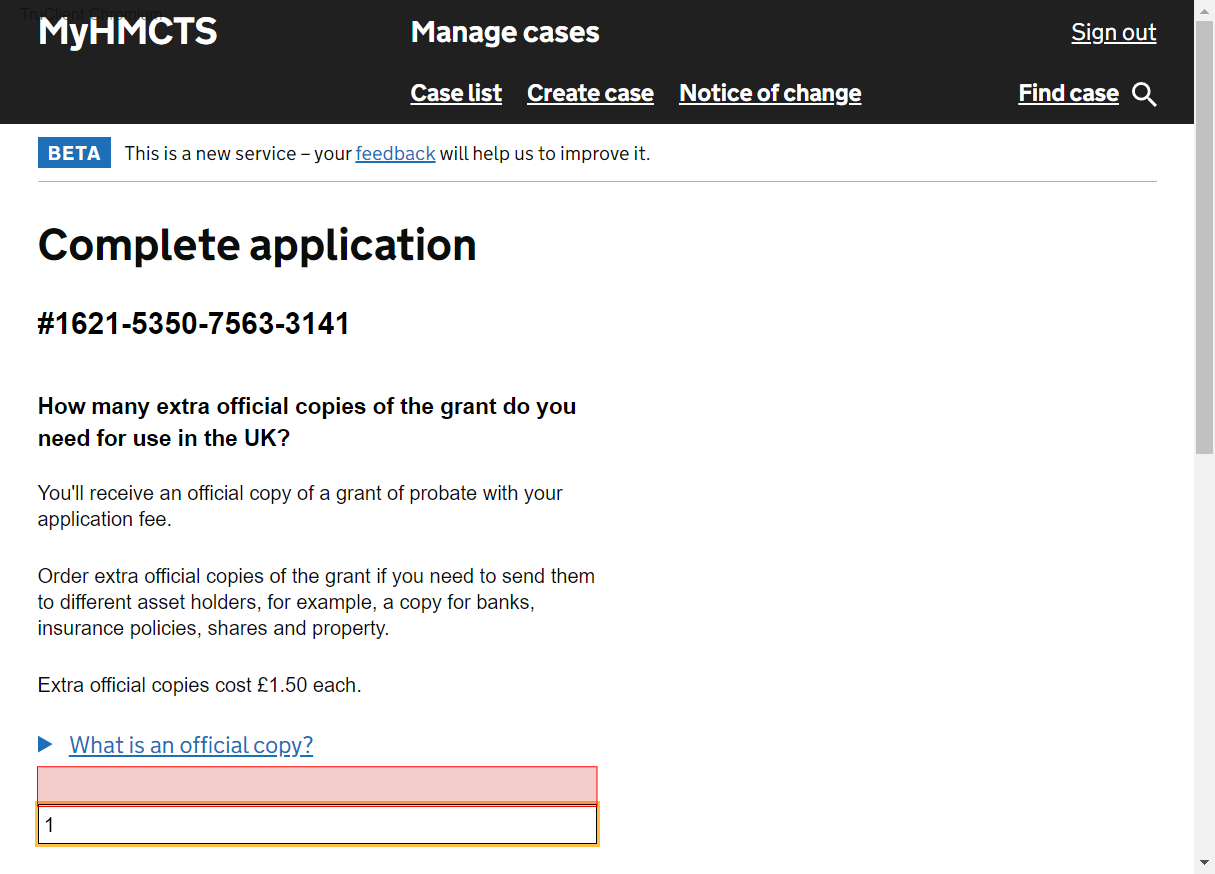 TruClient Chromium
MyHMCTS
Manage cases
Sign out
Case list
Create case
Notice of change
Find case
BETA
This is a new service – your feedback will help us to improve it.
Complete application
#1621-5350-7563-3141
How many extra official copies of the grant do you
need for use in the UK?
You'll receive an official copy of a grant of probate with your
application fee.
Order extra official copies of the grant if you need to send them
to different asset holders, for example, a copy for banks,
insurance policies, shares and property.
Extra official copies cost £1.50 each.
What is an official copy?
1